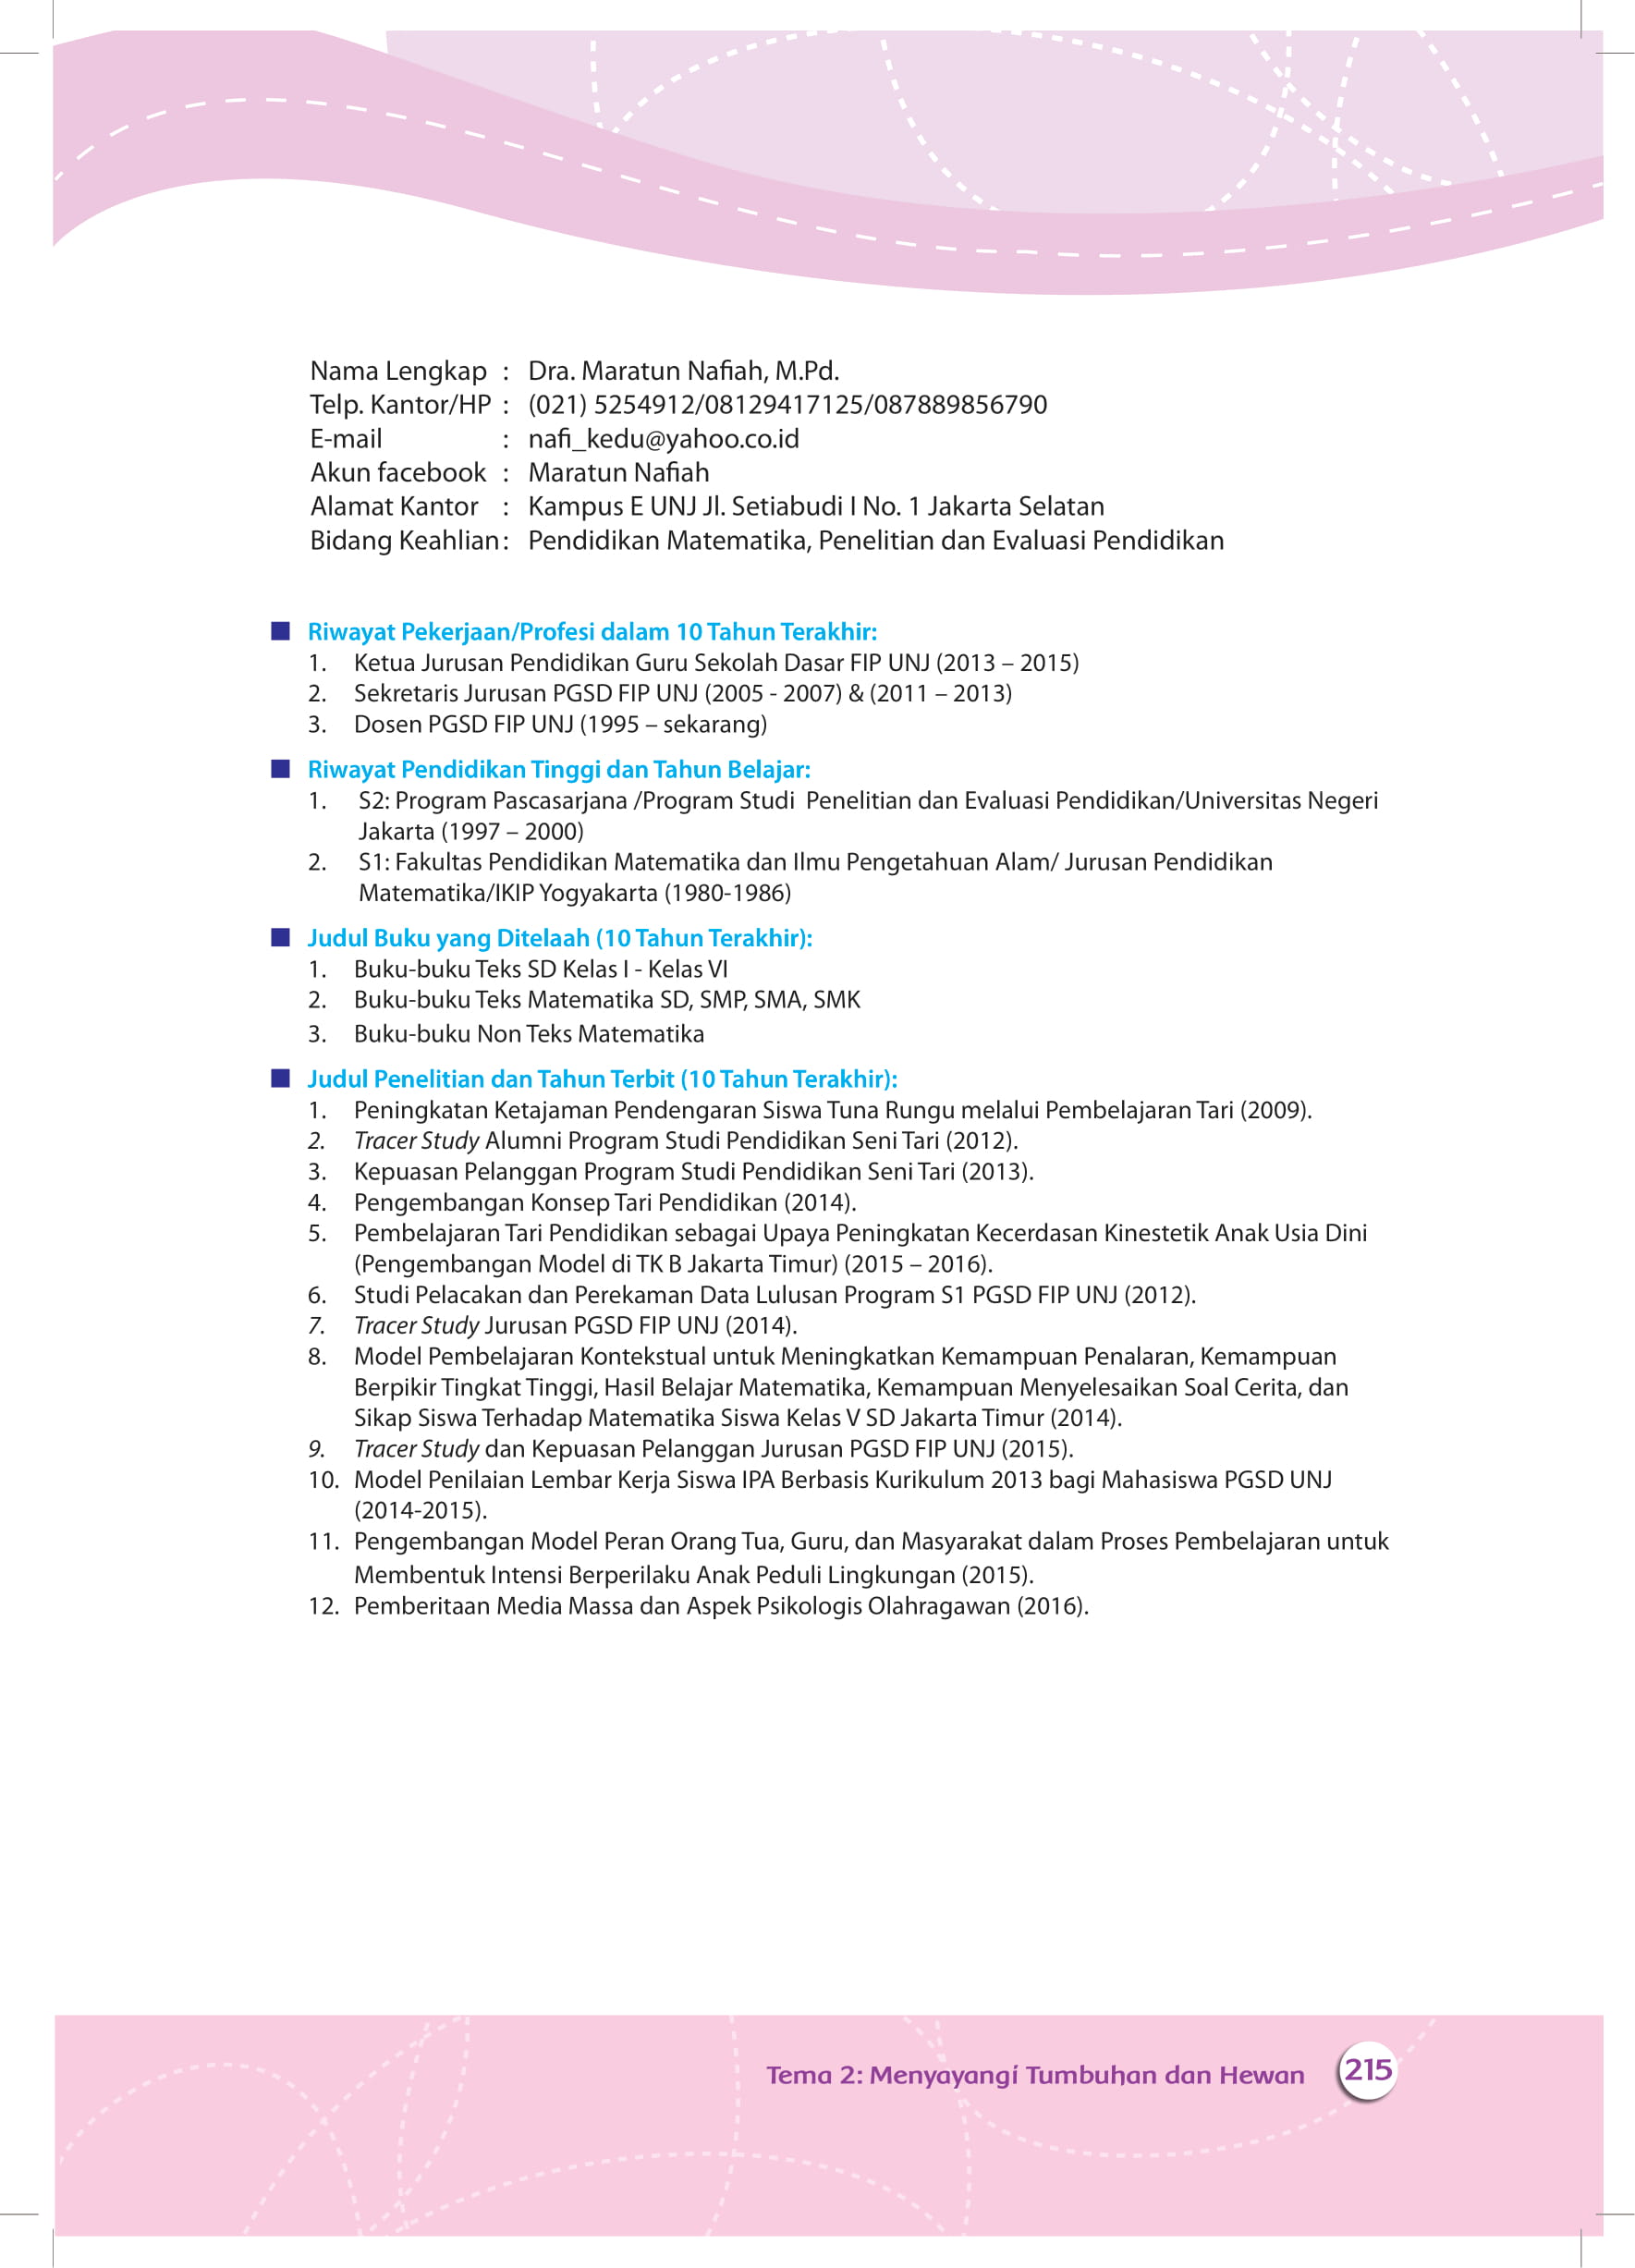 Nama Lengkap : Dra. Maratun Nafiah, M.Pd.
Telp. Kantor/HP : (021) 5254912/08129417125/087889856790
E-mail : nafi_kedu@yahoo.co.id
Akun facebook : Maratun Nafiah
Alamat Kantor : Kampus E UNJ Jl. Setiabudi I No. 1 Jakarta Selatan
Bidang Keahlian : Pendidikan Matematika, Penelitian dan Evaluasi Pendidikan
■ Riwayat Pekerjaan/Profesi dalam 10 Tahun Terakhir:
1. Ketua Jurusan Pendidikan Guru Sekolah Dasar FIP UNJ (2013 – 2015)
2. Sekretaris Jurusan PGSD FIP UNJ (2005 - 2007) & (2011 – 2013)
3. Dosen PGSD FIP UNJ (1995 – sekarang)
■ Riwayat Pendidikan Tinggi dan Tahun Belajar:
1. S2: Program Pascasarjana /Program Studi Penelitian dan Evaluasi Pendidikan/Universitas Negeri
Jakarta (1997 – 2000)
2. S1: Fakultas Pendidikan Matematika dan Ilmu Pengetahuan Alam/ Jurusan Pendidikan
Matematika/IKIP Yogyakarta (1980-1986)
■ Judul Buku yang Ditelaah (10 Tahun Terakhir):
1. Buku-buku Teks SD Kelas I - Kelas VI
2. Buku-buku Teks Matematika SD, SMP, SMA, SMK
3. Buku-buku Non Teks Matematika
■ Judul Penelitian dan Tahun Terbit (10 Tahun Terakhir):
1. Peningkatan Ketajaman Pendengaran Siswa Tuna Rungu melalui Pembelajaran Tari (2009).
2. Tracer Study Alumni Program Studi Pendidikan Seni Tari (2012).
3. Kepuasan Pelanggan Program Studi Pendidikan Seni Tari (2013).
4. Pengembangan Konsep Tari Pendidikan (2014).
5. Pembelajaran Tari Pendidikan sebagai Upaya Peningkatan Kecerdasan Kinestetik Anak Usia Dini
(Pengembangan Model di TK B Jakarta Timur) (2015 – 2016).
6. Studi Pelacakan dan Perekaman Data Lulusan Program S1 PGSD FIP UNJ (2012).
7. Tracer Study Jurusan PGSD FIP UNJ (2014).
8. Model Pembelajaran Kontekstual untuk Meningkatkan Kemampuan Penalaran, Kemampuan
Berpikir Tingkat Tinggi, Hasil Belajar Matematika, Kemampuan Menyelesaikan Soal Cerita, dan
Sikap Siswa Terhadap Matematika Siswa Kelas V SD Jakarta Timur (2014).
9. Tracer Study dan Kepuasan Pelanggan Jurusan PGSD FIP UNJ (2015).
10. Model Penilaian Lembar Kerja Siswa IPA Berbasis Kurikulum 2013 bagi Mahasiswa PGSD UNJ
(2014-2015).
11. Pengembangan Model Peran Orang Tua, Guru, dan Masyarakat dalam Proses Pembelajaran untuk
Membentuk Intensi Berperilaku Anak Peduli Lingkungan (2015).
12. Pemberitaan Media Massa dan Aspek Psikologis Olahragawan (2016).
Tema 2: Menyayangi Tumbuhan dan Hewan 215